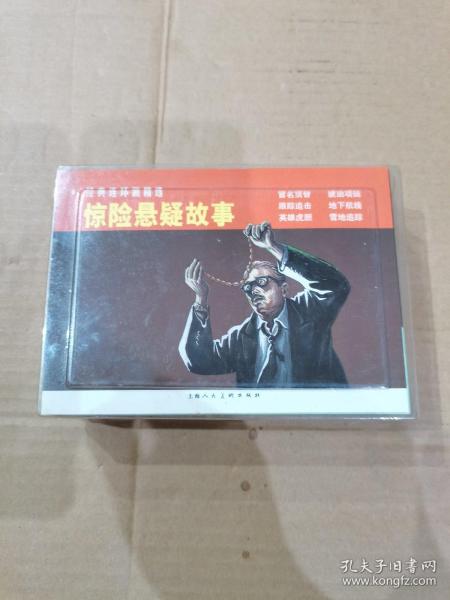 经典连环画精选
惊险悬疑故事
冒名顶替 琥珀项链
跟踪追击 地下航线
英雄虎胆 雪地追踪
上海人民美术出版社
孔夫子旧书网
www.kongfz.com